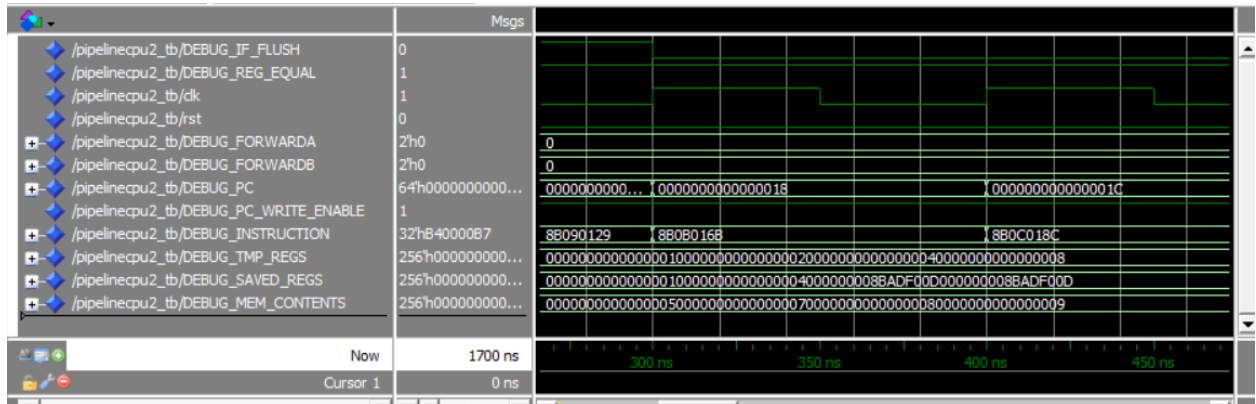 Msgs
/pipelinecpu2_tb/DEBUG_IF_FLUSH 0
/pipelinecpu2_tb/DEBUG_REG_EQUAL 1
/pipelinecpu2_tb/clk 1
/pipelinecpu2_tb/rst 0
/pipelinecpu2_tb/DEBUG_FORWARDA 2'h0 0
/pipelinecpu2_tb/DEBUG_FORWARDB 2'h0 0
/pipelinecpu2_tb/DEBUG_PC 64'h0000000000... 0000000000... 0000000000000018 000000000000001C
/pipelinecpu2_tb/DEBUG_PC_WRITE_ENABLE 1
/pipelinecpu2_tb/DEBUG_INSTRUCTION 32'hB40000B7 8B090129 8B0B016B 8B0C018C
/pipelinecpu2_tb/DEBUG_TMP_REGS 256'h000000000... 0000000000000001000000000000000200000000000000040000000000000008
/pipelinecpu2_tb/DEBUG_SAVED_REGS 256'h000000000... 00000000000000010000000000000004000000008BADF00D000000008BADF00D
/pipelinecpu2_tb/DEBUG_MEM_CONTENTS 256'h000000000... 0000000000000005000000000000000700000000000000080000000000000009
Now 1700 ns 300 ns 350 ns 400 ns 450 ns
Cursor 1 0 ns